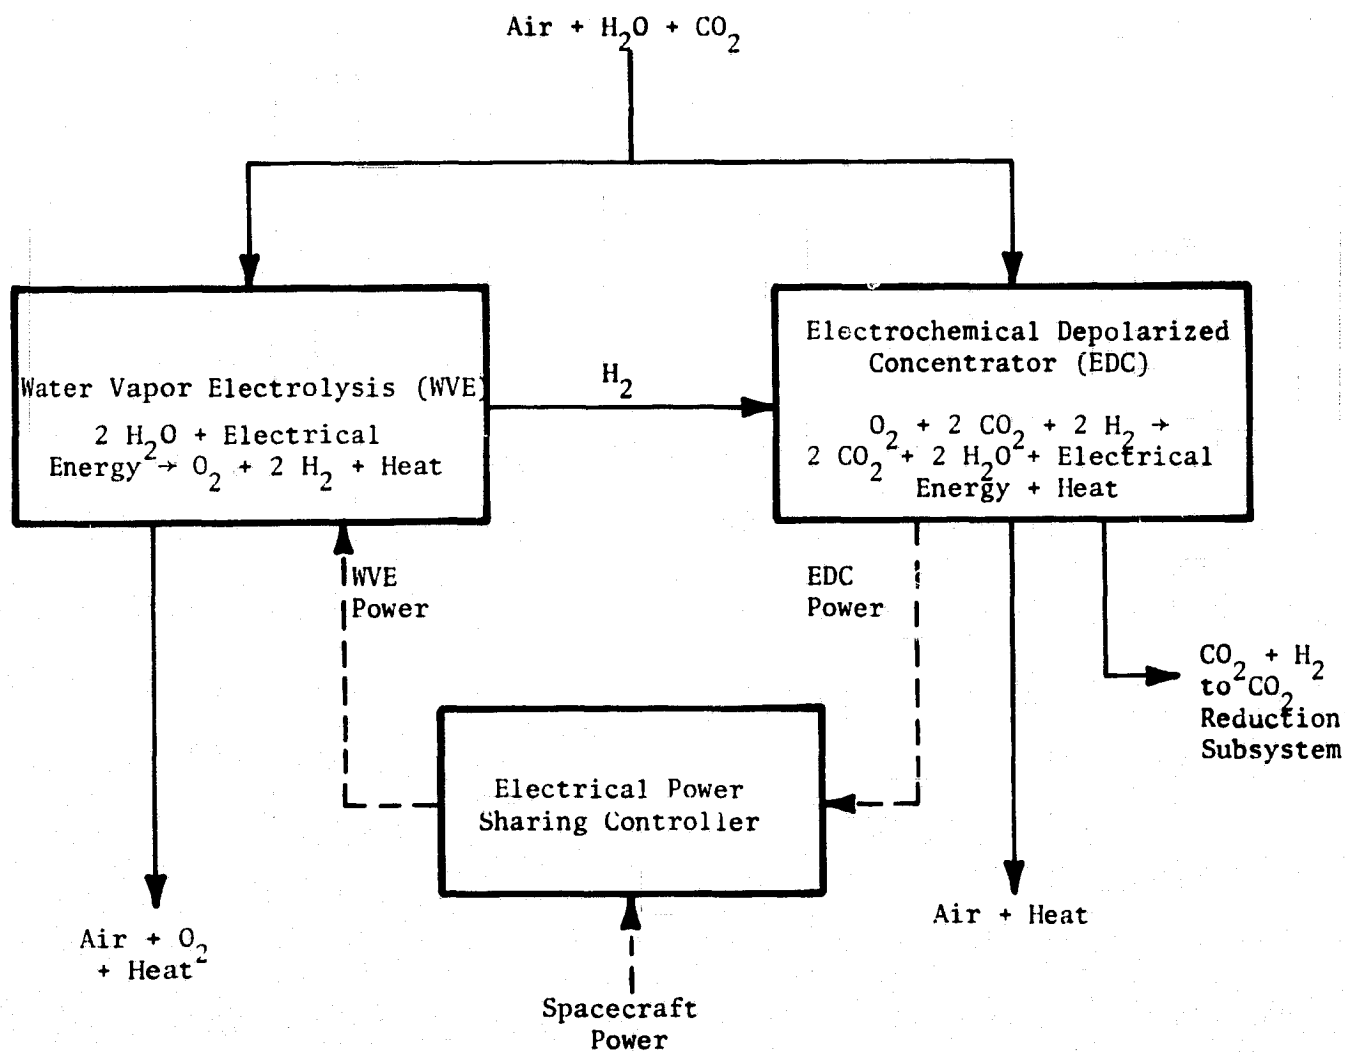 Air + H₂O + CO₂
Water Vapor Electrolysis (WVE)
2 H₂O + Electrical
Energy → O₂ + 2 H₂ + Heat
H₂
Electrochemical Depolarized
Concentrator (EDC)
O₂ + 2 CO₂ + 2 H₂ →
2 CO₂ + 2 H₂O + Electrical
Energy + Heat
WVE
Power
EDC
Power
CO₂ + H₂
to CO₂
Reduction
Subsystem
Electrical Power
Sharing Controller
Air + O₂
+ Heat
Air + Heat
Spacecraft
Power